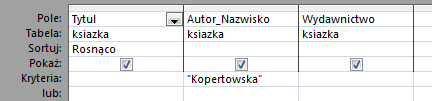 Pole: Tytul Autor_Nazwisko Wydawnictwo
Tabela: ksiazka ksiazka ksiazka
Sortuj: Rosnąco
Pokaż:
Kryteria: "Kopertowska"
lub: